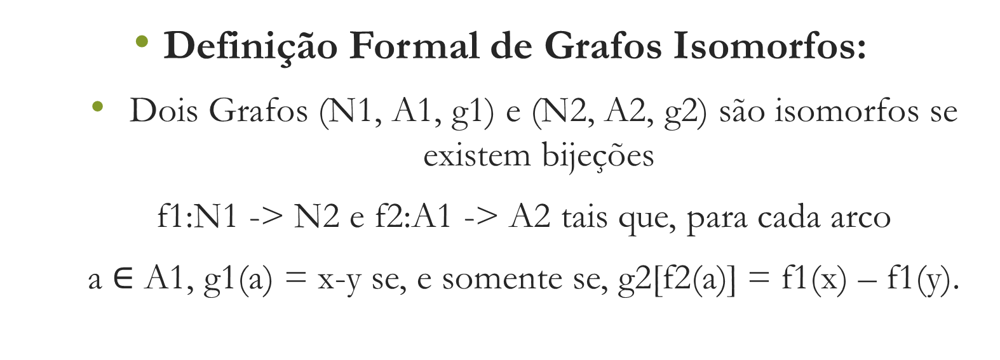 • Definição Formal de Grafos Isomorfos:
• Dois Grafos (N1, A1, g1) e (N2, A2, g2) são isomorfos se
existem bijeções
f1:N1 -> N2 e f2:A1 -> A2 tais que, para cada arco
a ∈ A1, g1(a) = x-y se, e somente se, g2[f2(a)] = f1(x) – f1(y).